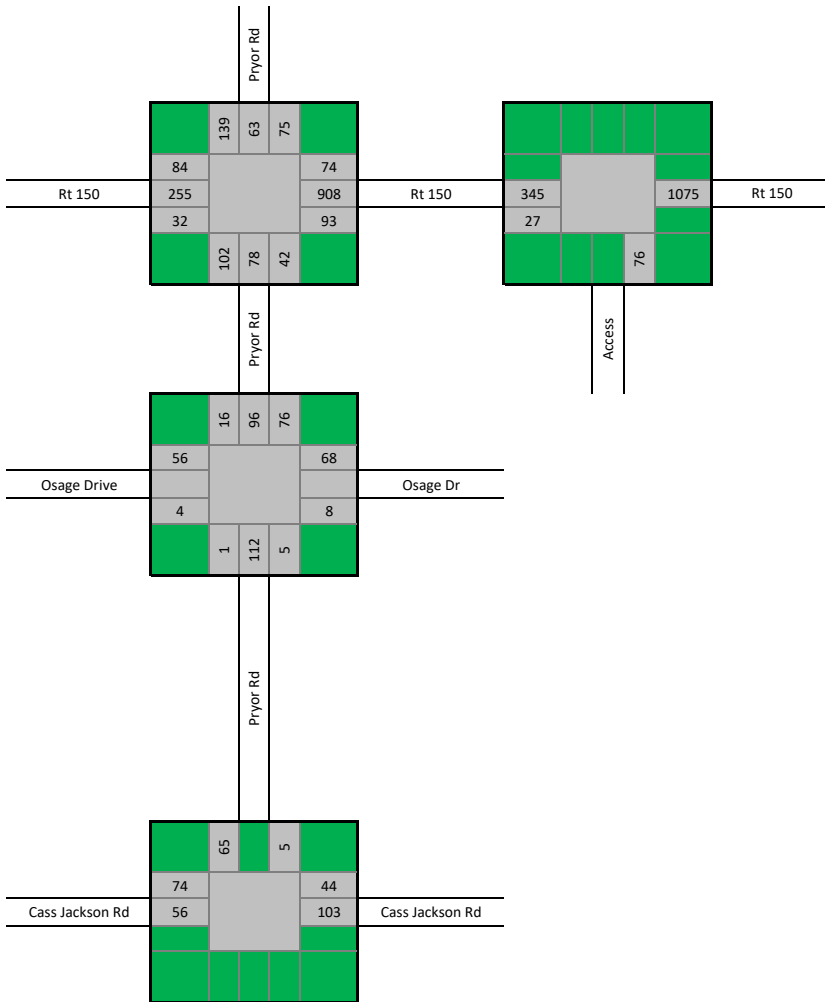 Pryor Rd
139 63 75
84 74
Rt 150 255 908 Rt 150 345 1075 Rt 150
32 93 27
102 78 42 76
Pryor Rd
Access
16 96 76
56 68
Osage Drive Osage Dr
4 8
1 112 5
Pryor Rd
65 5
74 44
Cass Jackson Rd 56 103 Cass Jackson Rd